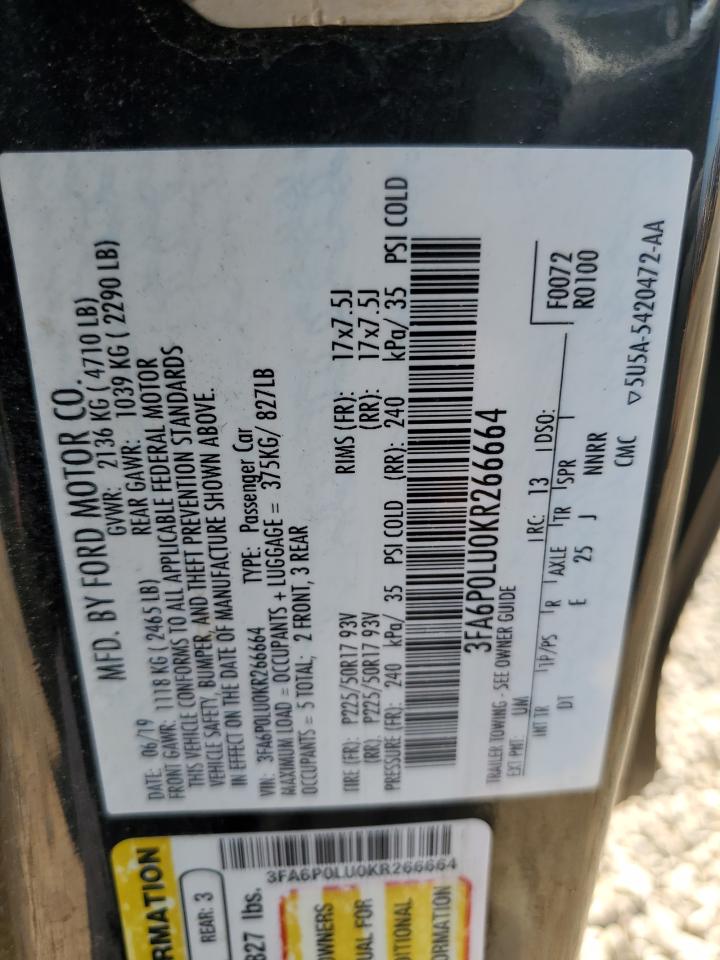 MFD. BY FORD MOTOR CO.
DATE: 06/19 GVWR: 2136 KG ( 4710 LB)
FRONT GAWR: 1118 KG ( 2465 LB) REAR GAWR: 1039 KG ( 2290 LB)
THIS VEHICLE CONFORMS TO ALL APPLICABLE FEDERAL MOTOR
VEHICLE SAFETY, BUMPER, AND THEFT PREVENTION STANDARDS
IN EFFECT ON THE DATE OF MANUFACTURE SHOWN ABOVE.
VIN: 3FA6P0LU0KR266664 TYPE: Passenger Car
MAXIMUM LOAD = OCCUPANTS + LUGGAGE = 375KG/ 827LB
OCCUPANTS = 5 TOTAL; 2 FRONT, 3 REAR
TIRE (FR): P225/50R17 93V RIMS (FR): 17x7.5J
(RR): P225/50R17 93V (RR): 17x7.5J
PRESSURE (FR): 240 kPa/ 35 PSI COLD (RR): 240 kPa/ 35 PSI COLD
3FA6P0LU0KR266664
TRAILER TOWING - SEE OWNER GUIDE
F0072
R0100
EXT PNT: UM RC: 13 DSO:
INT TR TP/PS R AXLE TR SPR
DT E 25 J NNRR
CMC
▽5U5A-5420472-AA
RMATION
REAR: 3
827 lbs.
3FA6P0LU0KR266664
OWNERS
UAL FOR
DITIONAL
ORMATION